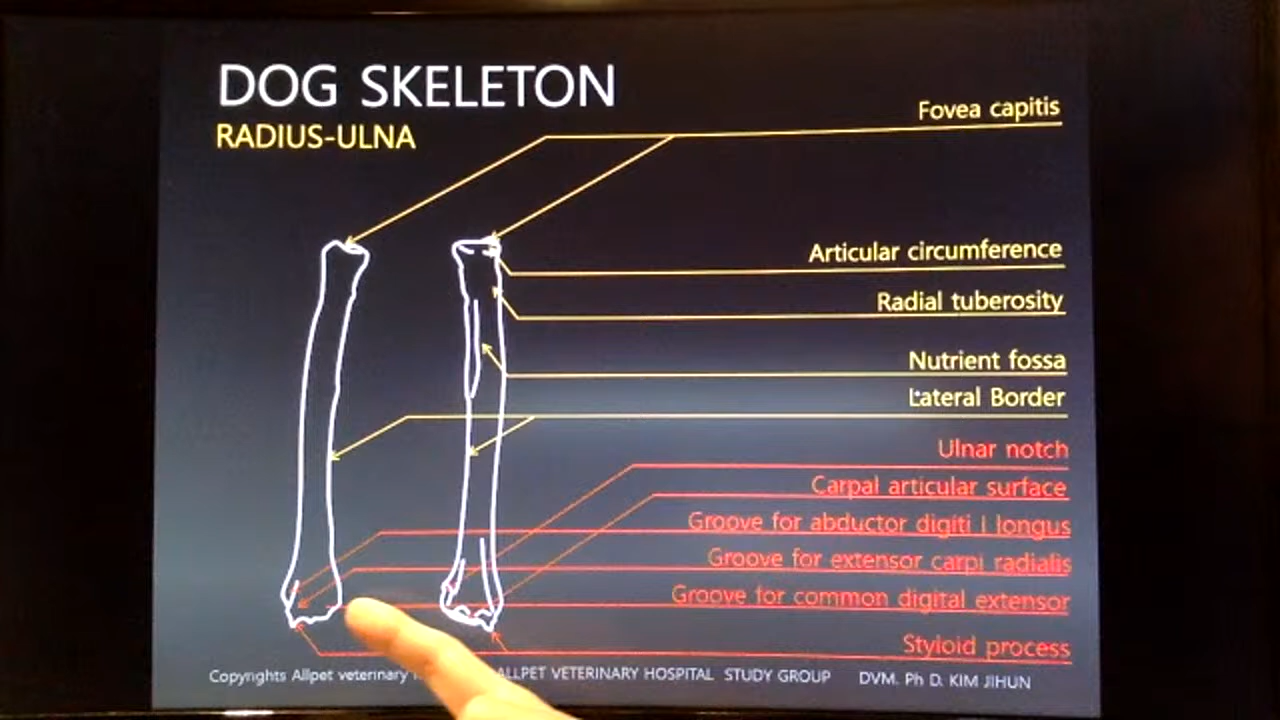 DOG SKELETON
RADIUS-ULNA
Fovea capitis
Articular circumference
Radial tuberosity
Nutrient fossa
Lateral Border
Ulnar notch
Carpal articular surface
Groove for abductor digiti I longus
Groove for extensor carpi radialis
Groove for common digital extensor
Styloid process
Copyrights Allpet veterinary ALLPET VETERINARY HOSPITAL STUDY GROUP DVM. Ph D. KIM JIHUN